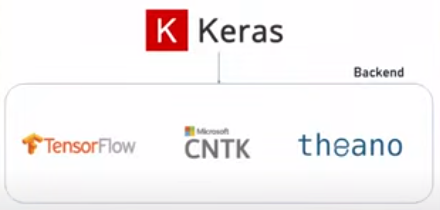 K Keras
Backend
TensorFlow
Microsoft
CNTK
theano